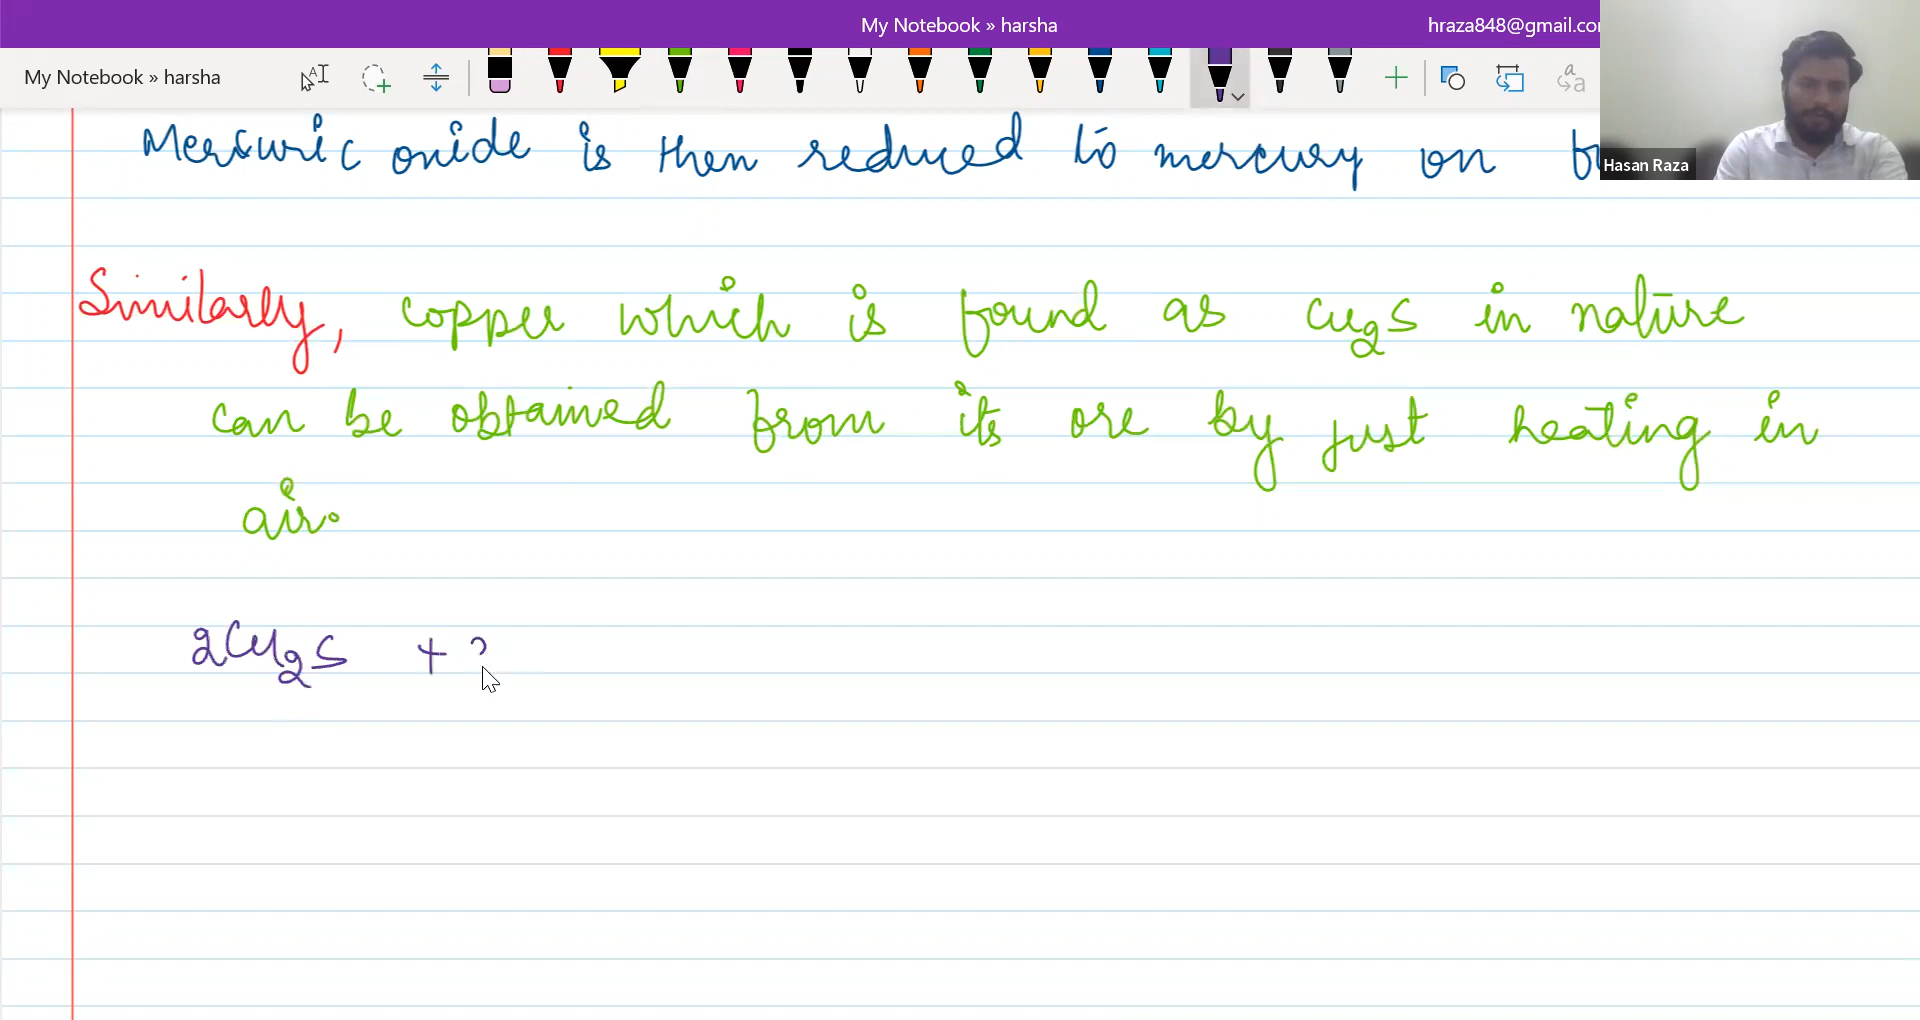 My Notebook » harsha
hraza848@gmail.co
My Notebook » harsha
Hasan Raza
Mercuric oxide is then reduced to mercury on
Similarly, copper which is found as Cu₂S in nature
can be obtained from its ore by just heating in
air.
2Cu₂S +